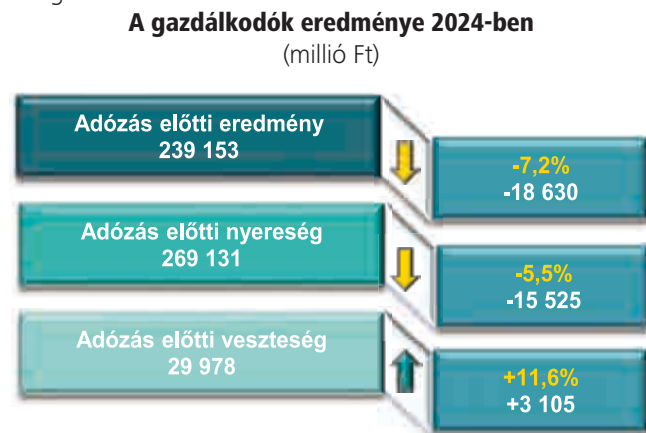 A gazdálkodók eredménye 2024-ben
(millió Ft)
Adózás előtti eredmény
239 153
-7,2%
-18 630
Adózás előtti nyereség
269 131
-5,5%
-15 525
Adózás előtti veszteség
29 978
+11,6%
+3 105